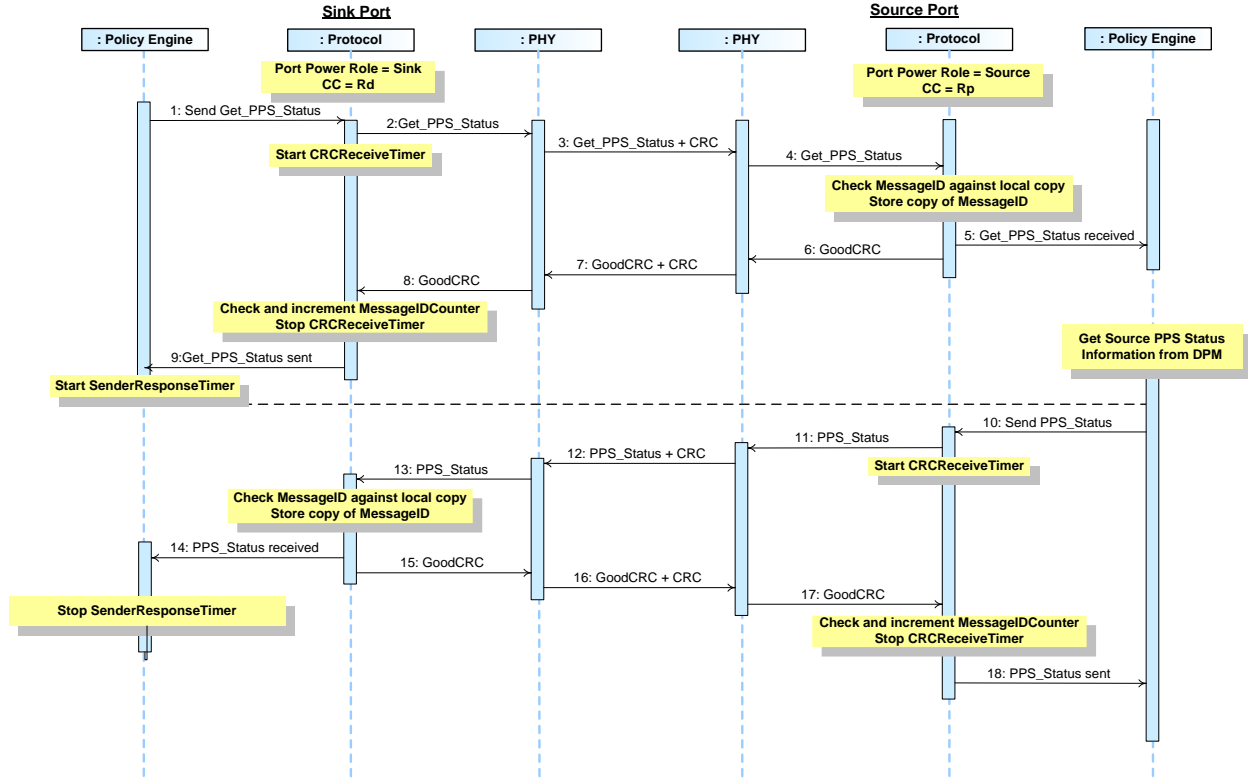 Sink Port
Source Port
: Policy Engine
: Protocol
: PHY
: PHY
: Protocol
: Policy Engine
Port Power Role = Sink
CC = Rd
Port Power Role = Source
CC = Rp
1: Send Get_PPS_Status
2:Get_PPS_Status
Start CRCReceiveTimer
3: Get_PPS_Status + CRC
4: Get_PPS_Status
Check MessageID against local copy
Store copy of MessageID
5: Get_PPS_Status received
6: GoodCRC
7: GoodCRC + CRC
8: GoodCRC
Check and increment MessageIDCounter
Stop CRCReceiveTimer
9:Get_PPS_Status sent
Start SenderResponseTimer
Get Source PPS Status
Information from DPM
10: Send PPS_Status
11: PPS_Status
Start CRCReceiveTimer
12: PPS_Status + CRC
13: PPS_Status
Check MessageID against local copy
Store copy of MessageID
14: PPS_Status received
15: GoodCRC
16: GoodCRC + CRC
17: GoodCRC
Stop SenderResponseTimer
Check and increment MessageIDCounter
Stop CRCReceiveTimer
18: PPS_Status sent